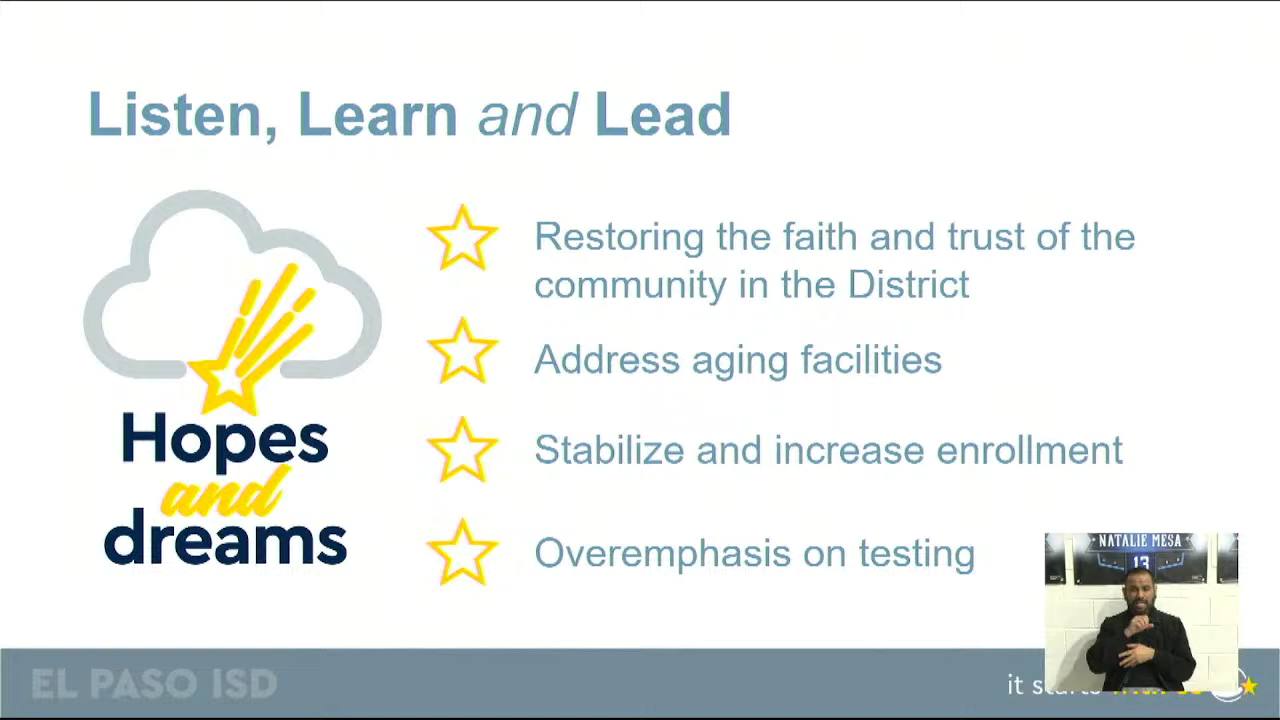 Listen, Learn and Lead
Restoring the faith and trust of the
community in the District
Address aging facilities
Stabilize and increase enrollment
Overemphasis on testing
Hopes
and
dreams
NATALIE MESA
13
EL PASO ISD
it